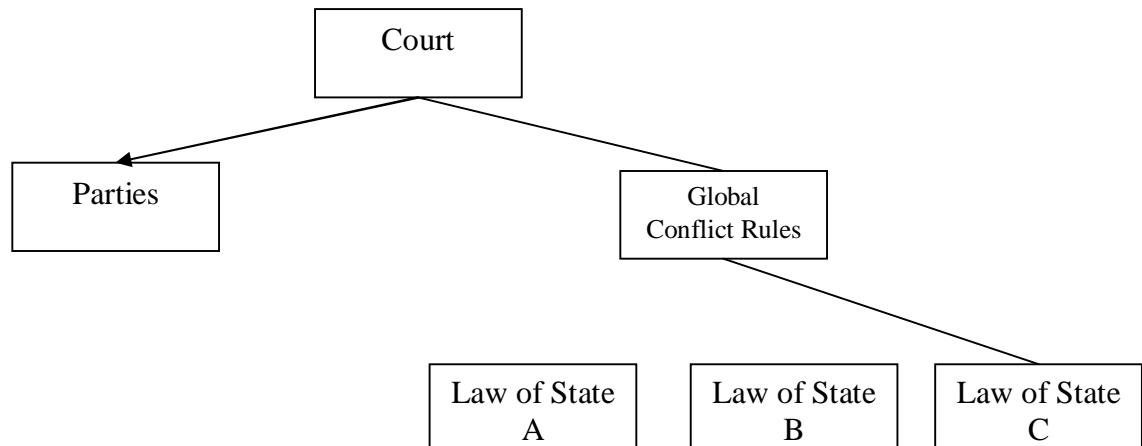 Court
Parties
Global
Conflict Rules
Law of State
A
Law of State
B
Law of State
C